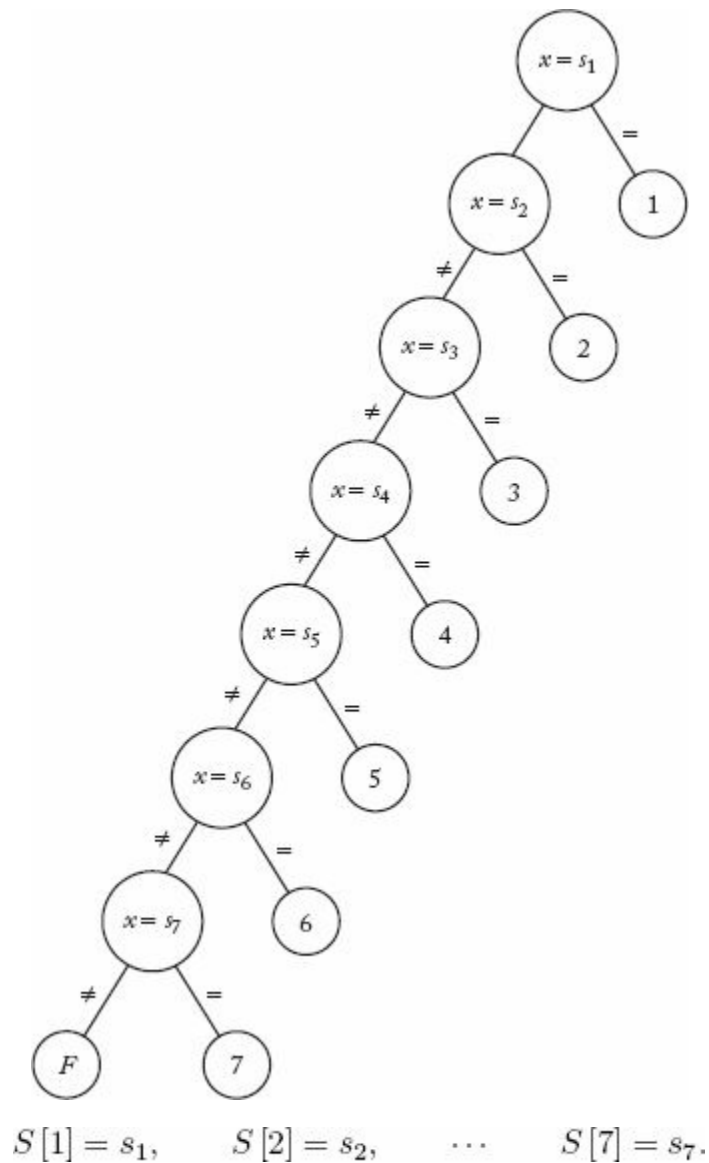 x = s₁
=
x = s₂
1
≠
=
x = s₃
2
≠
=
x = s₄
3
≠
=
x = s₅
4
≠
=
x = s₆
5
≠
=
x = s₇
6
≠
=
F
7
S [1] = s₁, S [2] = s₂, ⋯ S [7] = s₇.